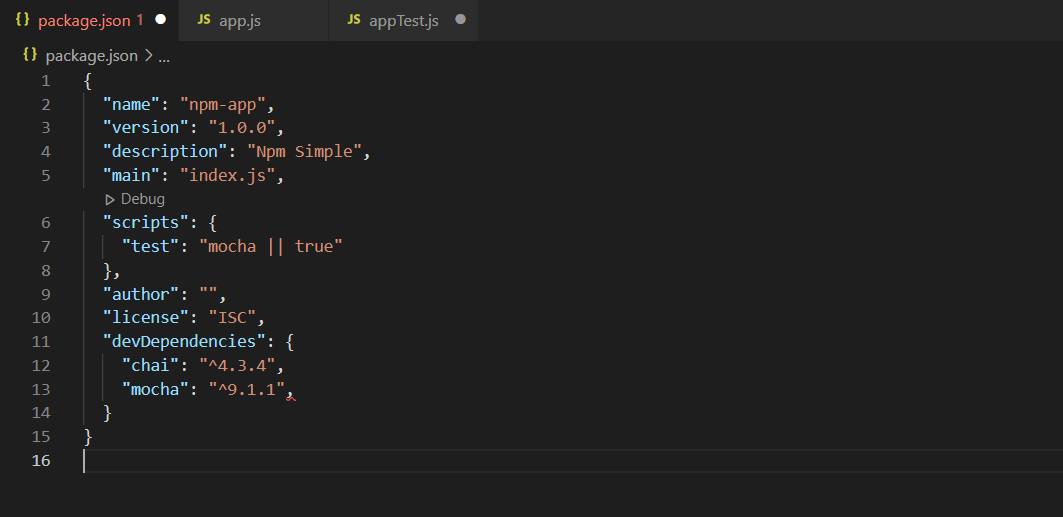 {} package.json 1 JS app.js JS appTest.js
{} package.json > ...
1 {
2 "name": "npm-app",
3 "version": "1.0.0",
4 "description": "Npm Simple",
5 "main": "index.js",
Debug
6 "scripts": {
7 "test": "mocha || true"
8 },
9 "author": "",
10 "license": "ISC",
11 "devDependencies": {
12 "chai": "^4.3.4",
13 "mocha": "^9.1.1",
14 }
15 }
16